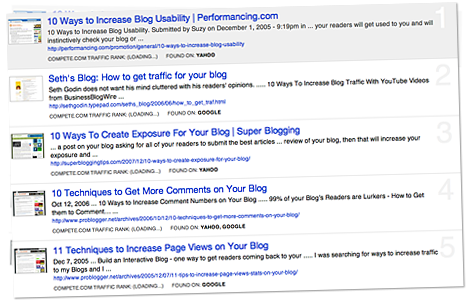 10 Ways to Increase Blog Usability | Performancing.com
1
10 Ways to Increase Blog Usability. Submitted by Suzy on December 1, 2005 - 9:19pm in ... your readers will get used to you and will
instinctively check your blog or ...
http://performancing.com/promotion/general/10-ways-to-increase-blog-usability
COMPETE.COM TRAFFIC RANK: (LOADING...) FOUND ON: YAHOO
Seth's Blog: How to get traffic for your blog
2
Seth Godin does not want his mind cluttered with his readers' opinions. ..... 10 Ways To Increase Blog Traffic With YouTube Videos
from BusinessBlogWire ...
http://sethgodin.typepad.com/seths_blog/2006/06/how_to_get_traf.html
COMPETE.COM TRAFFIC RANK: (LOADING...) FOUND ON: GOOGLE
10 Ways To Create Exposure For Your Blog | Super Blogging
3
... a post on your blog asking for all of your readers to submit the best articles ... review of your blog, then that will increase your
exposure and ...
http://superbloggingtips.com/2007/12/10-ways-to-create-exposure-for-your-blog/
COMPETE.COM TRAFFIC RANK: (LOADING...) FOUND ON: YAHOO
10 Techniques to Get More Comments on Your Blog
4
Oct 12, 2006 ... 10 Ways to Increase Comment Numbers on Your Blog ..... 99% of your Blog's Readers are Lurkers - How to Get
them to Comment.... ...
http://www.problogger.net/archives/2006/10/12/10-techniques-to-get-more-comments-on-your-blog/
COMPETE.COM TRAFFIC RANK: (LOADING...) FOUND ON: YAHOO, GOOGLE
11 Techniques to Increase Page Views on Your Blog
5
Dec 7, 2005 ... Build an Interactive Blog - one way to get readers coming back to your ..... I was searching for ways to increase traffic
to my Blogs and I ...
http://www.problogger.net/archives/2005/12/07/11-tips-to-increase-page-views-stats-on-your-blog/
COMPETE.COM TRAFFIC RANK: (LOADING...) FOUND ON: GOOGLE